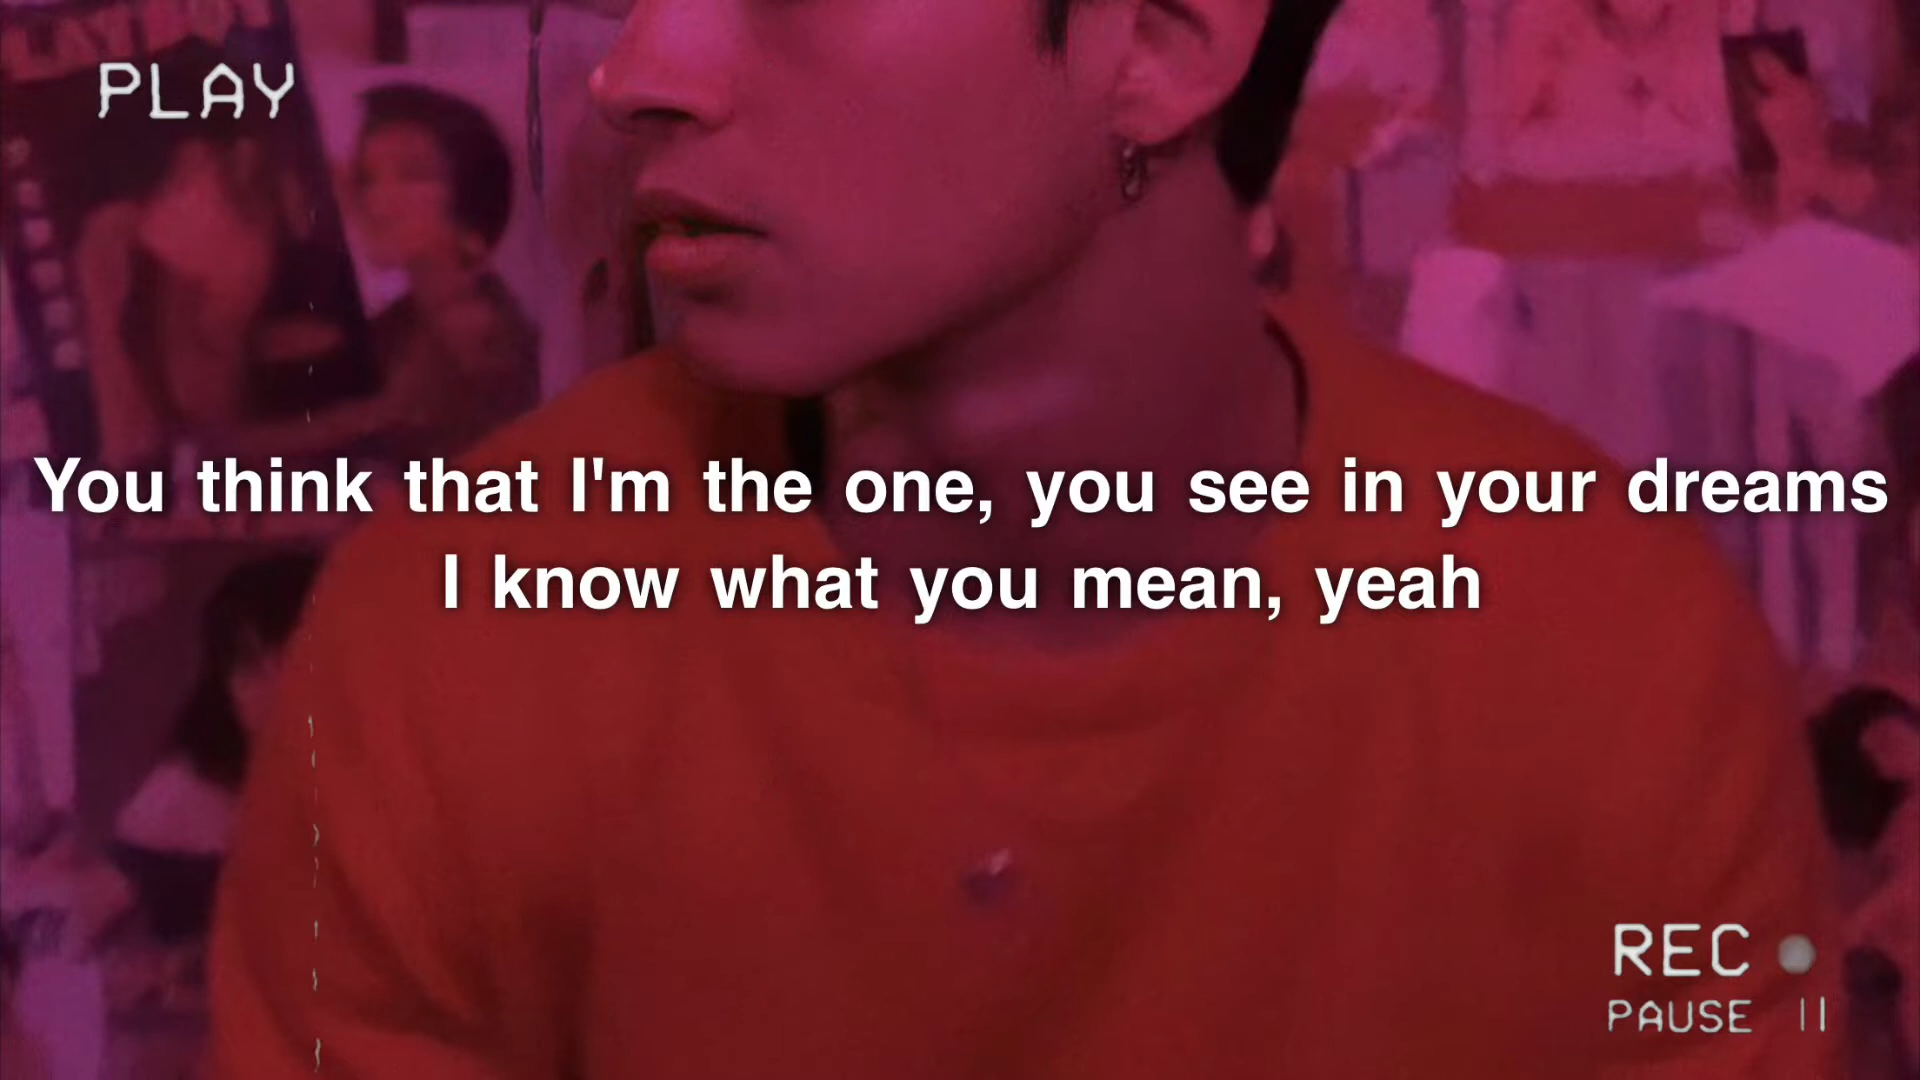 PLAY
You think that I'm the one, you see in your dreams
I know what you mean, yeah
REC
PAUSE